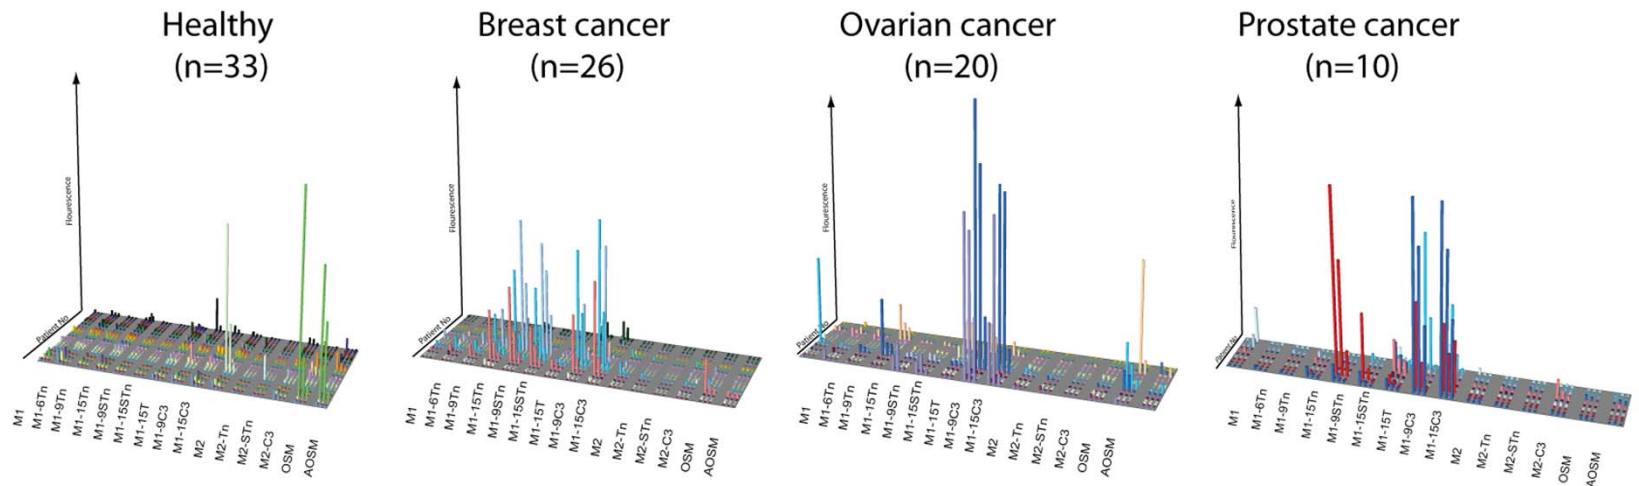 Healthy
(n=33)
Flourescence
Patient No
M1
M1-6Tn
M1-9Tn
M1-15Tn
M1-9STn
M1-15STn
M1-15T
M1-9C3
M1-15C3
M2
M2-Tn
M2-STn
M2-C3
OSM
AOSM
Breast cancer
(n=26)
Flourescence
Patient No
M1
M1-6Tn
M1-9Tn
M1-15Tn
M1-9STn
M1-15STn
M1-15T
M1-9C3
M1-15C3
M2
M2-Tn
M2-STn
M2-C3
OSM
AOSM
Ovarian cancer
(n=20)
Flourescence
Patient No
M1
M1-6Tn
M1-9Tn
M1-15Tn
M1-9STn
M1-15STn
M1-15T
M1-9C3
M1-15C3
M2
M2-Tn
M2-STn
M2-C3
OSM
AOSM
Prostate cancer
(n=10)
Flourescence
Patient No
M1
M1-6Tn
M1-9Tn
M1-15Tn
M1-9STn
M1-15STn
M1-15T
M1-9C3
M1-15C3
M2
M2-Tn
M2-STn
M2-C3
OSM
AOSM